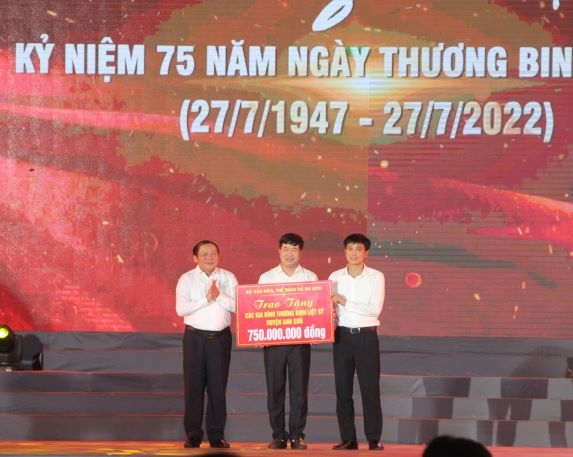 KỶ NIỆM 75 NĂM NGÀY THƯƠNG BIN
(27/7/1947 - 27/7/2022)
BỘ VĂN HÓA, THỂ THAO VÀ DU LỊCH
Trao Tặng
CÁC GIA ĐÌNH THƯƠNG BINH LIỆT SỸ
HUYỆN ANH SƠN
750.000.000 đồng